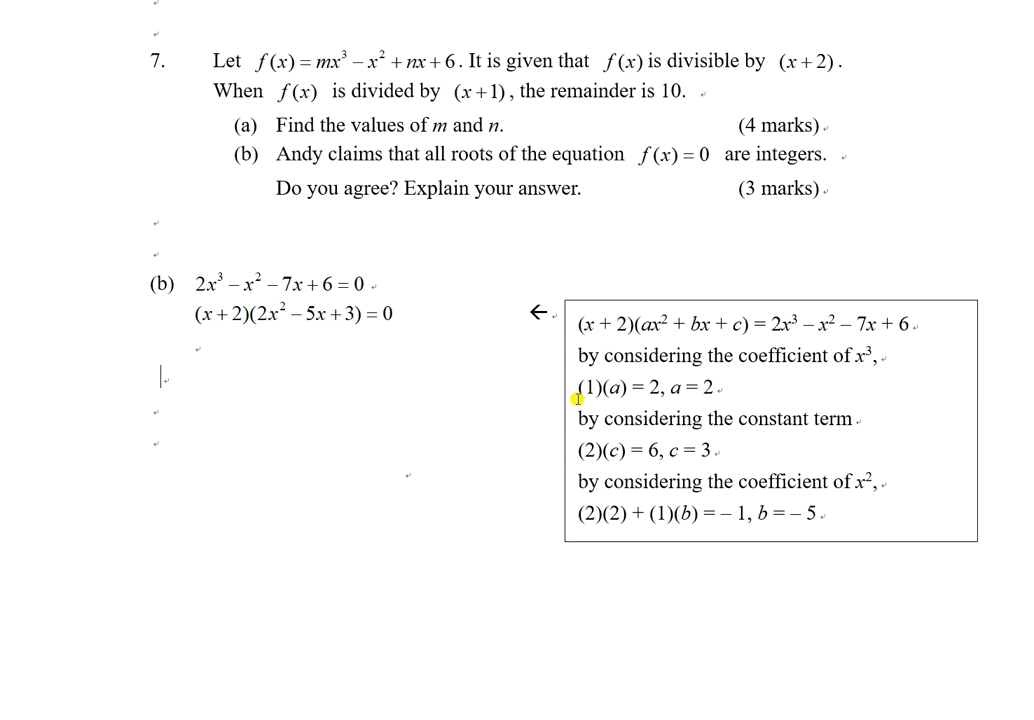 7. Let f(x) = mx³ − x² + nx + 6. It is given that f(x) is divisible by (x + 2).
When f(x) is divided by (x + 1), the remainder is 10.
(a) Find the values of m and n. (4 marks)
(b) Andy claims that all roots of the equation f(x) = 0 are integers.
Do you agree? Explain your answer. (3 marks)
(b) 2x³ − x² − 7x + 6 = 0
(x + 2)(2x² − 5x + 3) = 0 ←
(x + 2)(ax² + bx + c) = 2x³ – x² – 7x + 6
by considering the coefficient of x³,
(1)(a) = 2, a = 2
by considering the constant term
(2)(c) = 6, c = 3
by considering the coefficient of x²,
(2)(2) + (1)(b) = – 1, b = – 5